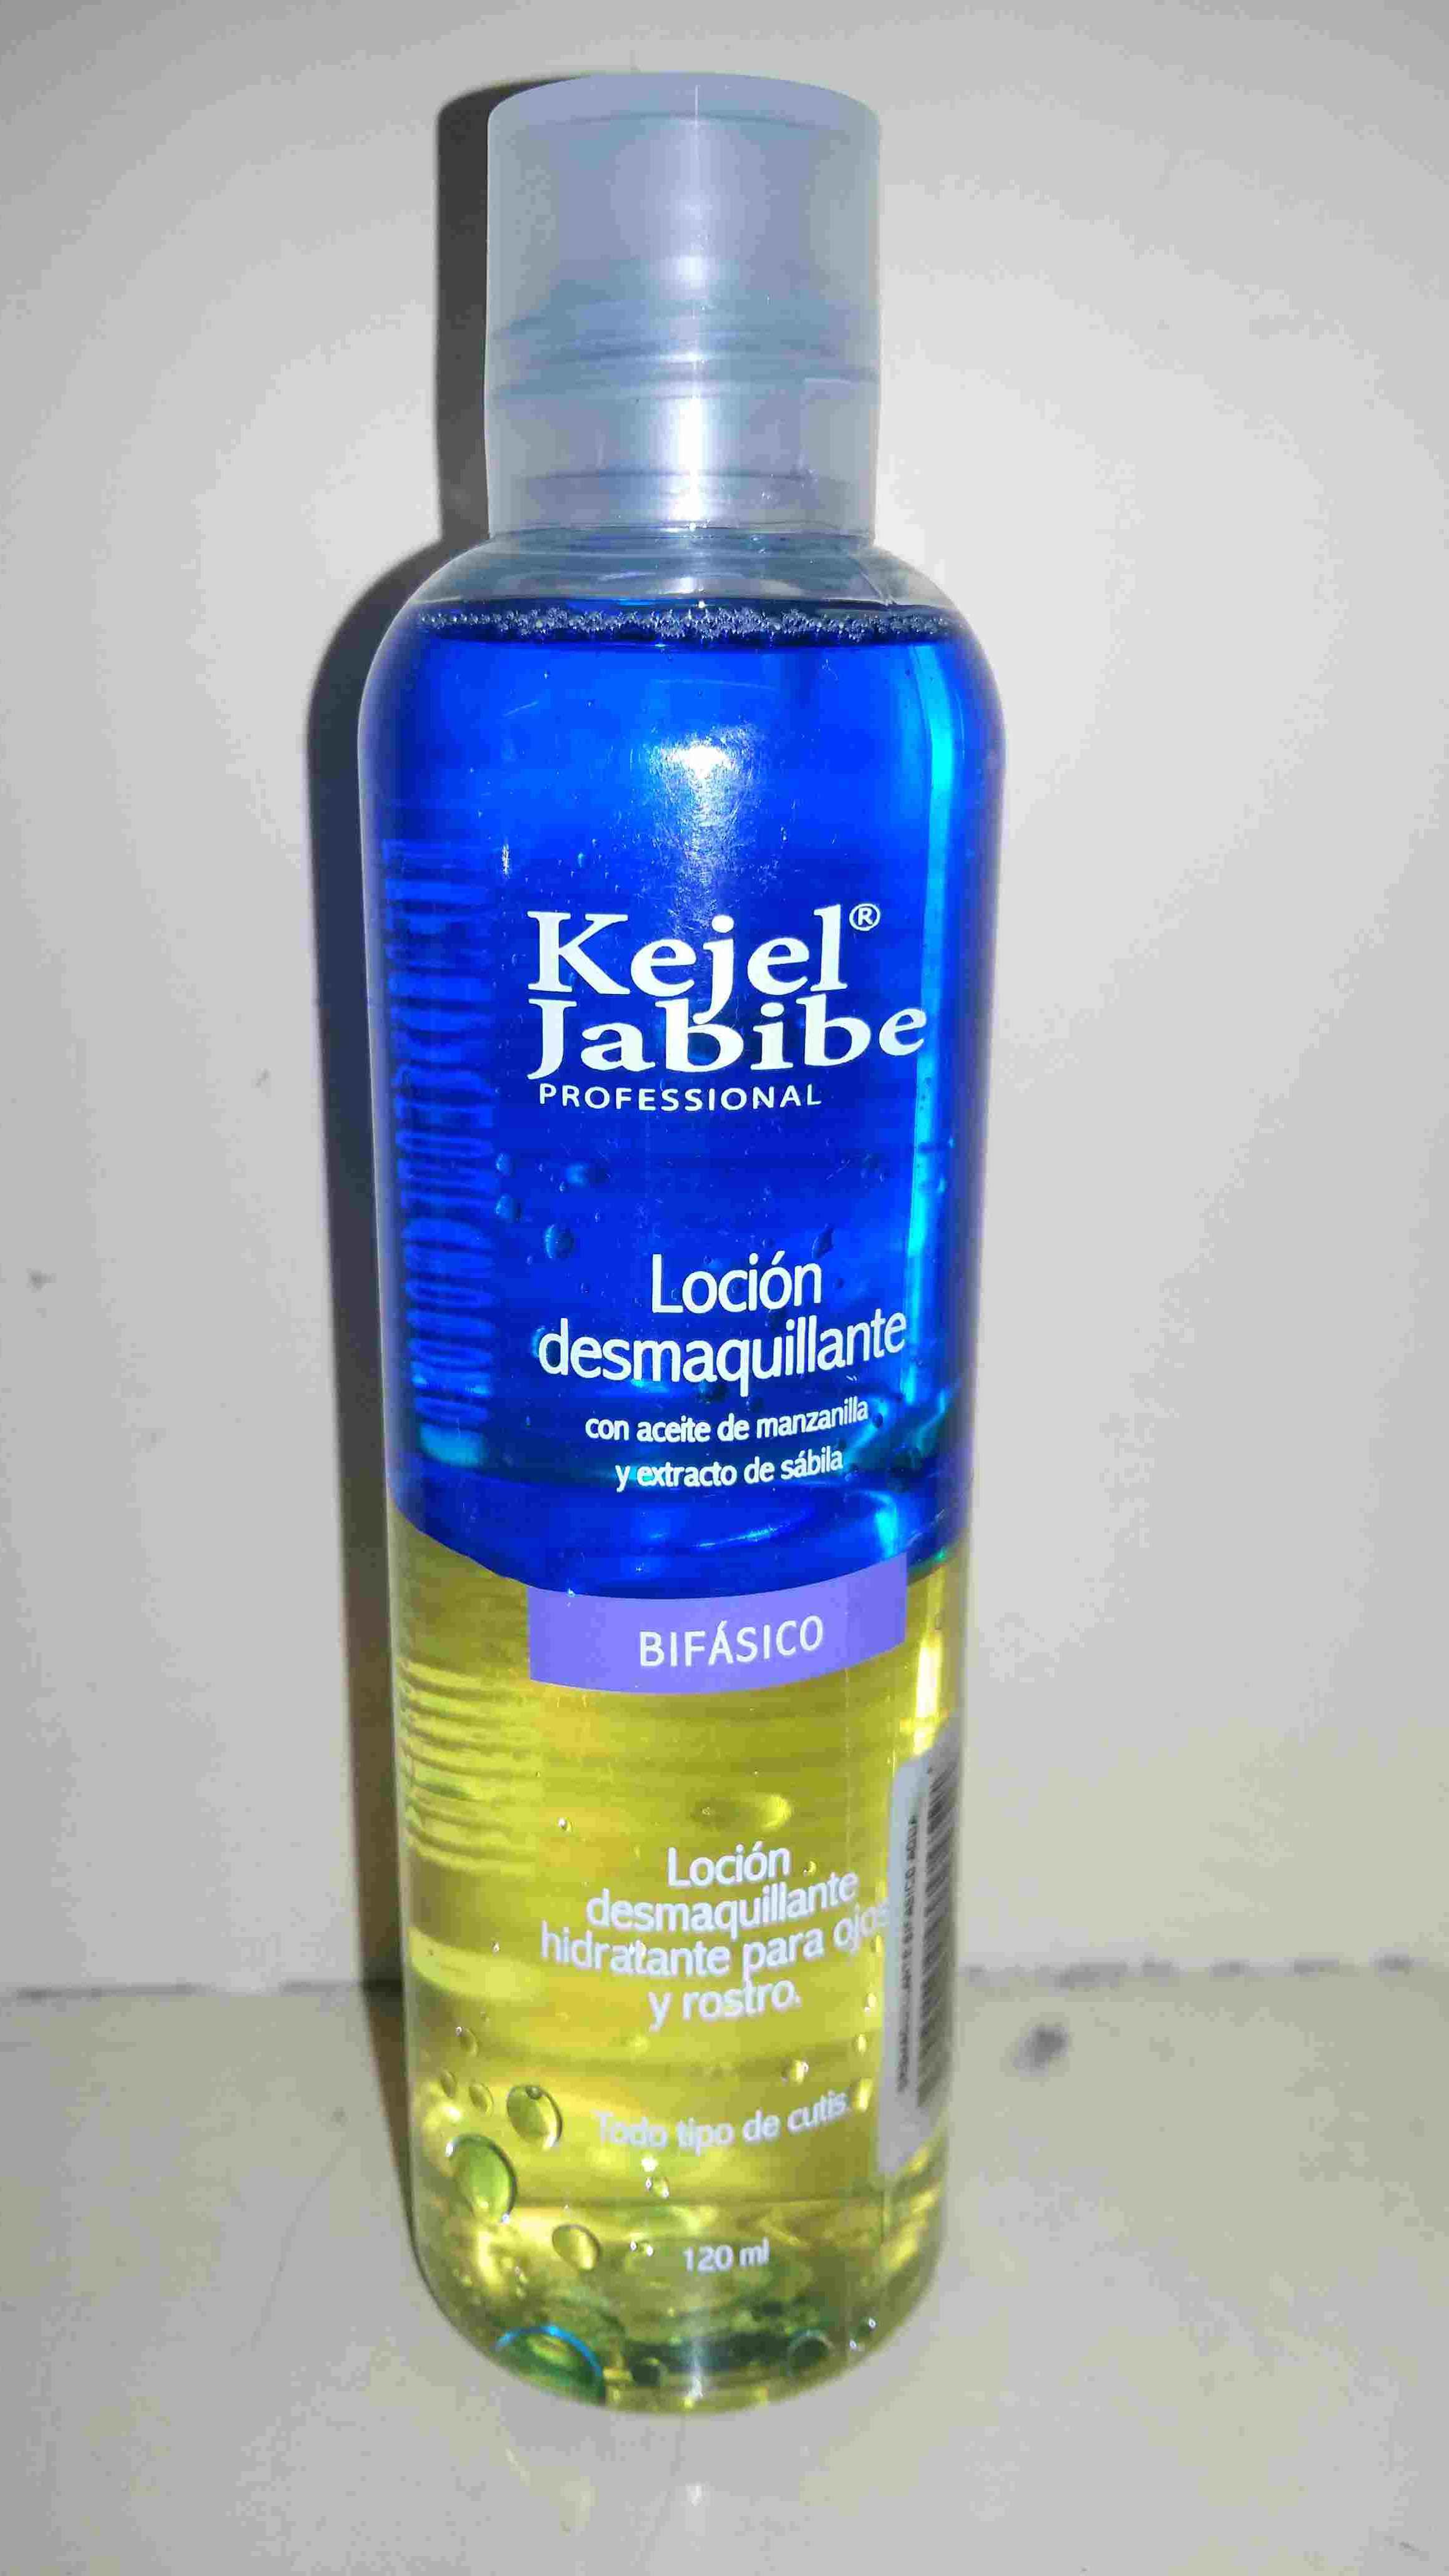 Kejel®
Jabibe
PROFESSIONAL
Loción
desmaquillante
con aceite de manzanilla
y extracto de sábila
BIFÁSICO
Loción
desmaquillante
hidratante para ojos
y rostro.
Todo tipo de cutis.
120 ml